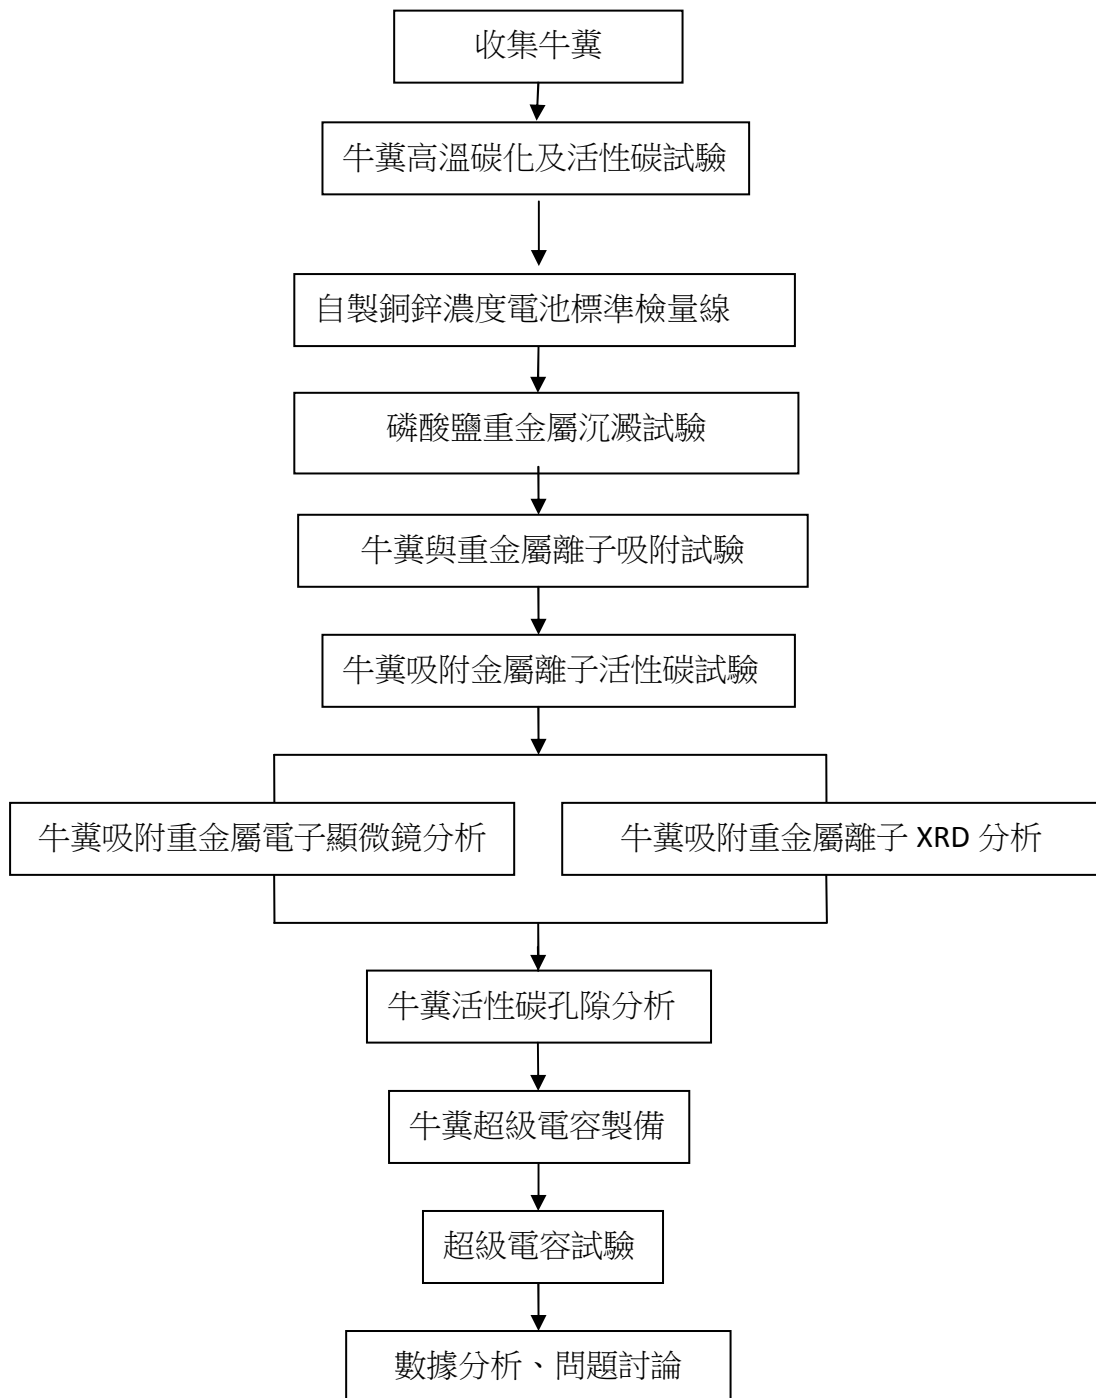 收集牛糞
牛糞高溫碳化及活性碳試驗
自製銅鋅濃度電池標準檢量線
磷酸鹽重金屬沉澱試驗
牛糞與重金屬離子吸附試驗
牛糞吸附金屬離子活性碳試驗
牛糞吸附重金屬電子顯微鏡分析
牛糞吸附重金屬離子 XRD 分析
牛糞活性碳孔隙分析
牛糞超級電容製備
超級電容試驗
數據分析、問題討論